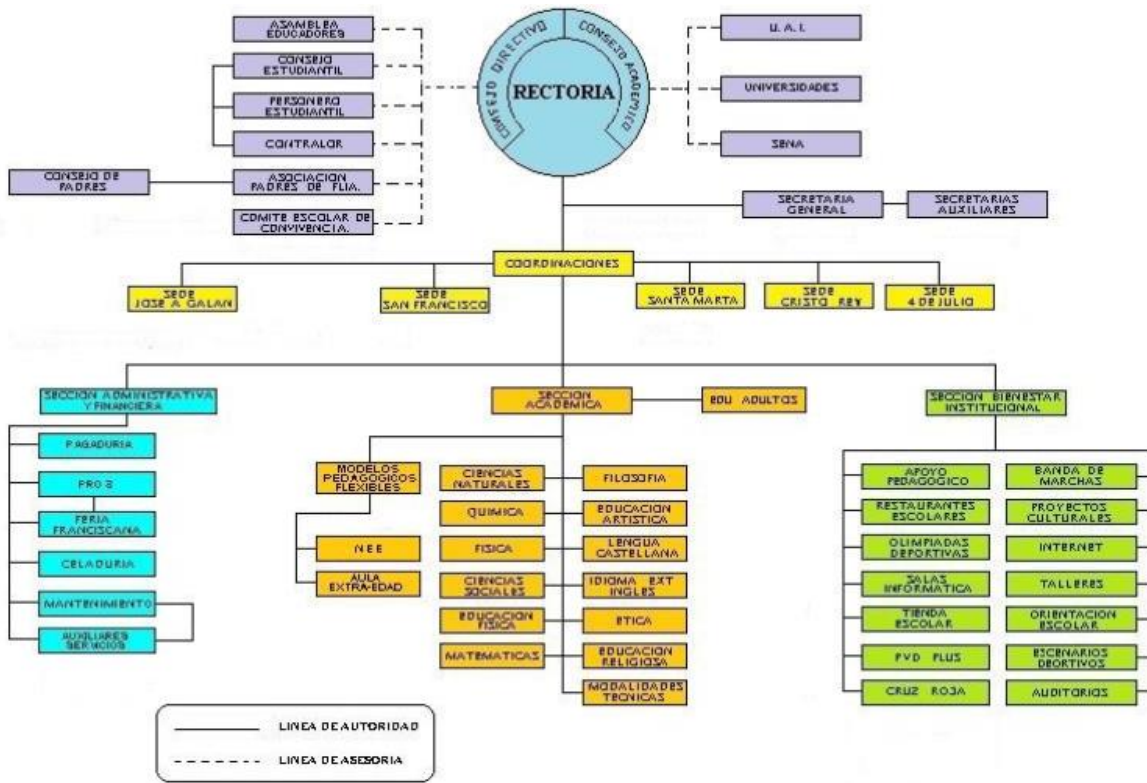 ASAMBLEA
EDUCADORES
CONSEJO
ESTUDIANTIL
PERSONERO
ESTUDIANTIL
CONTRALOR
CONSEJO DE
PADRES
ASOCIACION
PADRES DE FLIA.
COMITE ESCOLAR DE
CONVIVENCIA.
CONSEJO DIRECTIVO
CONSEJO ACADEMICO
RECTORIA
U.A.I.
UNIVERSIDADES
SENA
SECRETARIA
GENERAL
SECRETARIAS
AUXILIARES
COORDINACIONES
SEDE
JOSE A GALAN
SEDE
SAN FRANCISCO
SEDE
SANTA MARTA
SEDE
CRISTO REY
SEDE
4 DE JULIO
SECCION ADMINISTRATIVA
Y FINANCIERA
PAGADURIA
PRO 2
FERIA
FRANCISCANA
CELADURIA
MANTENIMIENTO
AUXILIARES
SERVICIOS
SECCION
ACADEMICA
EDU ADULTOS
MODELOS
PEDAGOGICOS
FLEXIBLES
NEE
AULA
EXTRA-EDAD
CIENCIAS
NATURALES
QUIMICA
FISICA
CIENCIAS
SOCIALES
EDUCACION
FISICA
MATEMATICAS
FILOSOFIA
EDUCACION
ARTISTICA
LENGUA
CASTELLANA
IDIOMA EXT
INGLES
ETICA
EDUCACION
RELIGIOSA
MODALIDADES
TECNICAS
SECCION BIENESTAR
INSTITUCIONAL
APOYO
PEDAGOGICO
RESTAURANTES
ESCOLARES
OLIMPIADAS
DEPORTIVAS
SALAS
INFORMATICA
TIENDA
ESCOLAR
PVD PLUS
CRUZ ROJA
BANDA DE
MARCHAS
PROYECTOS
CULTURALES
INTERNET
TALLERES
ORIENTACION
ESCOLAR
ESCENARIOS
DEORTIVOS
AUDITORIOS
LINEA DE AUTORIDAD
LINEA DE ASESORIA